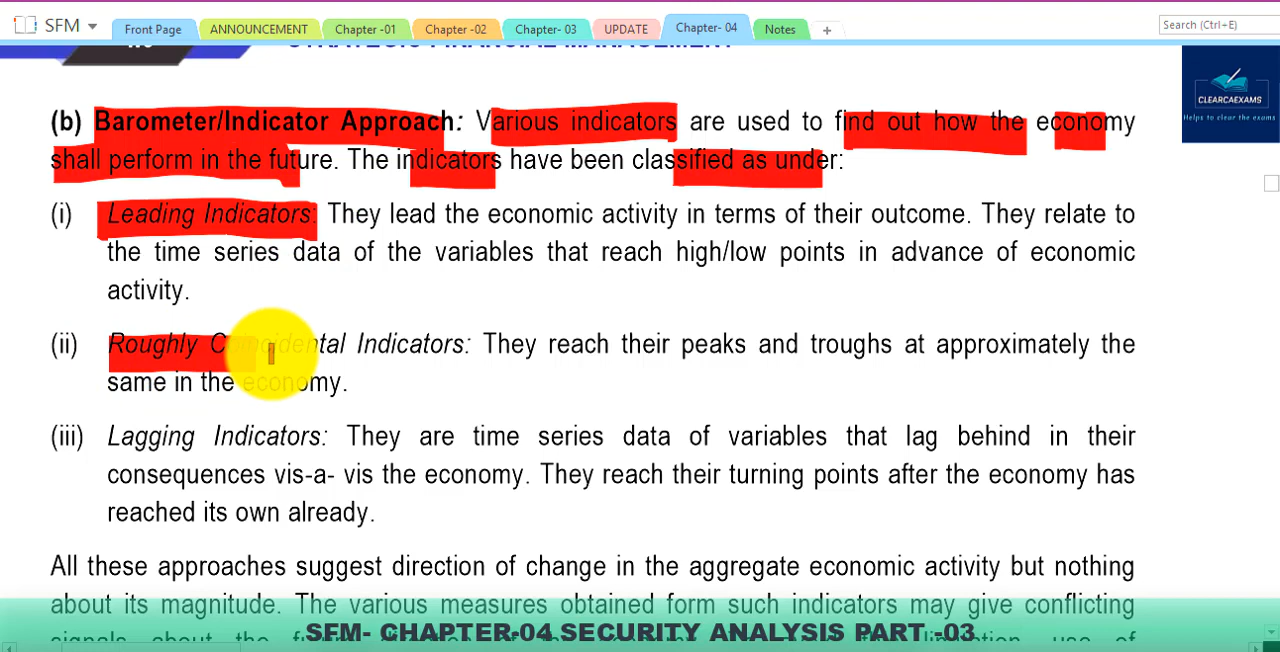 SFM
Front Page
ANNOUNCEMENT
Chapter -01
Chapter -02
Chapter- 03
UPDATE
Chapter- 04
Notes
Search (Ctrl+E)
STRATEGIC FINANCIAL MANAGEMENT
CLEARCAEXAMS
Helps to clear the exams
(b) Barometer/Indicator Approach: Various indicators are used to find out how the economy
shall perform in the future. The indicators have been classified as under:
(i) Leading Indicators: They lead the economic activity in terms of their outcome. They relate to
the time series data of the variables that reach high/low points in advance of economic
activity.
(ii) Roughly Coincidental Indicators: They reach their peaks and troughs at approximately the
same in the economy.
(iii) Lagging Indicators: They are time series data of variables that lag behind in their
consequences vis-a- vis the economy. They reach their turning points after the economy has
reached its own already.
All these approaches suggest direction of change in the aggregate economic activity but nothing
about its magnitude. The various measures obtained form such indicators may give conflicting
signals about the
use of
SFM- CHAPTER-04 SECURITY ANALYSIS PART -03